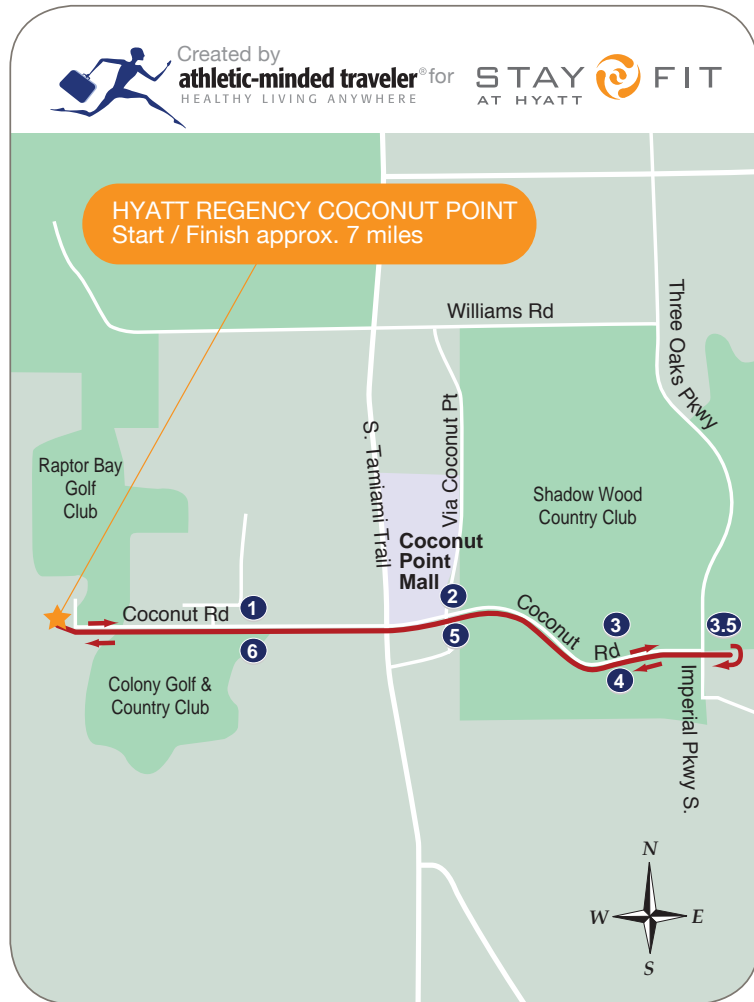 Created by
athletic-minded traveler® for
HEALTHY LIVING ANYWHERE
STAY FIT
AT HYATT
HYATT REGENCY COCONUT POINT
Start / Finish approx. 7 miles
Williams Rd
Three Oaks Pkwy
S. Tamiami Trail
Via Coconut Pt
Raptor Bay
Golf
Club
Shadow Wood
Country Club
Coconut
Point
Mall
Coconut Rd
1
2
Coconut Rd
3
3.5
6
5
4
Colony Golf &
Country Club
Imperial Pkwy S.
N
W E
S